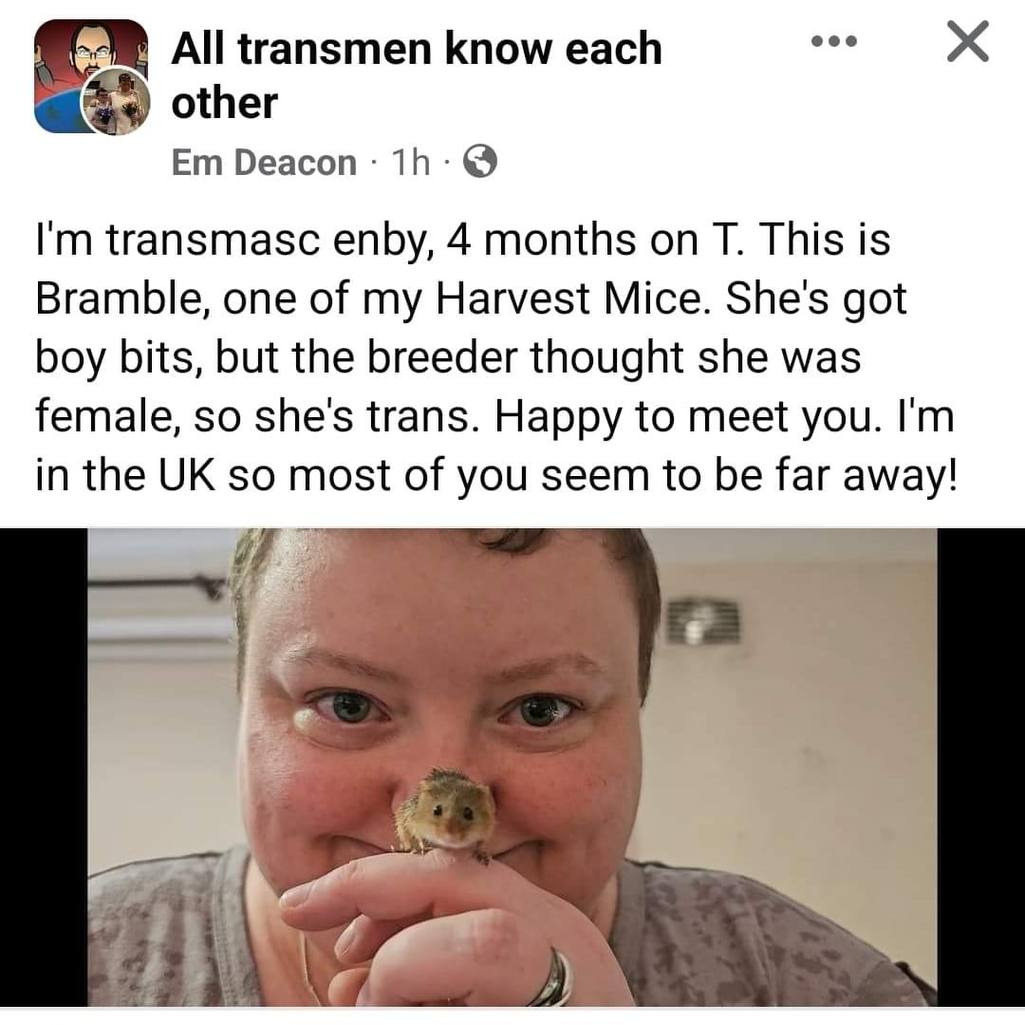 All transmen know each
other
Em Deacon · 1h ·
I'm transmasc enby, 4 months on T. This is
Bramble, one of my Harvest Mice. She's got
boy bits, but the breeder thought she was
female, so she's trans. Happy to meet you. I'm
in the UK so most of you seem to be far away!